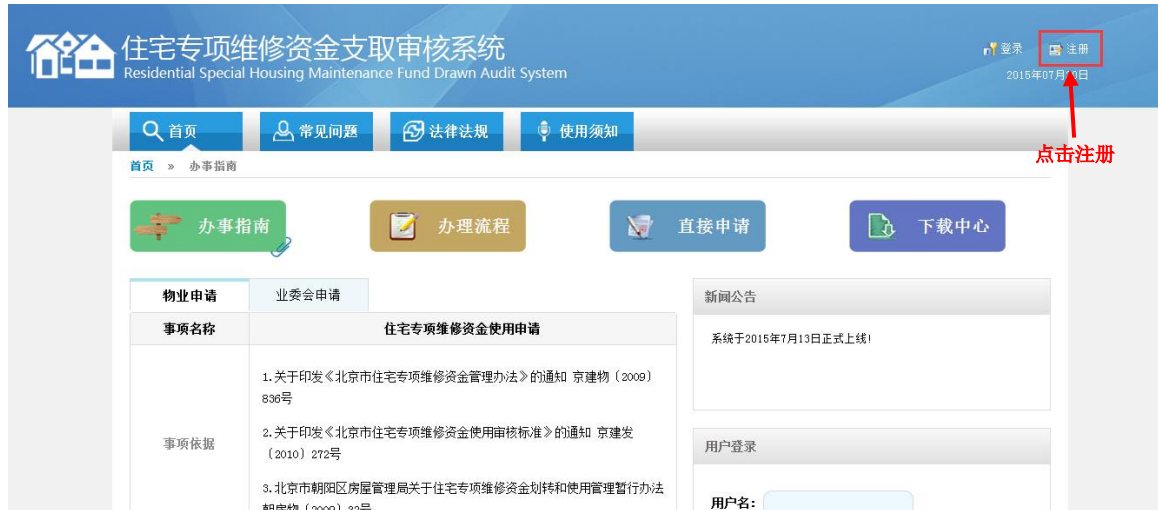 住宅专项维修资金支取审核系统
Residential Special Housing Maintenance Fund Drawn Audit System
登录 注册
2015年07月 日
点击注册
首页 常见问题 法律法规 使用须知
首页 » 办事指南
办事指南 办理流程 直接申请 下载中心
物业申请 业委会申请
事项名称 住宅专项维修资金使用申请
事项依据
1.关于印发《北京市住宅专项维修资金管理办法》的通知 京建物〔2009〕
836号
2.关于印发《北京市住宅专项维修资金使用审核标准》的通知 京建发
〔2010〕272号
3.北京市朝阳区房屋管理局关于住宅专项维修资金划转和使用管理暂行办法
朝房物〔2009〕32号
新闻公告
系统于2015年7月13日正式上线!
用户登录
用户名: